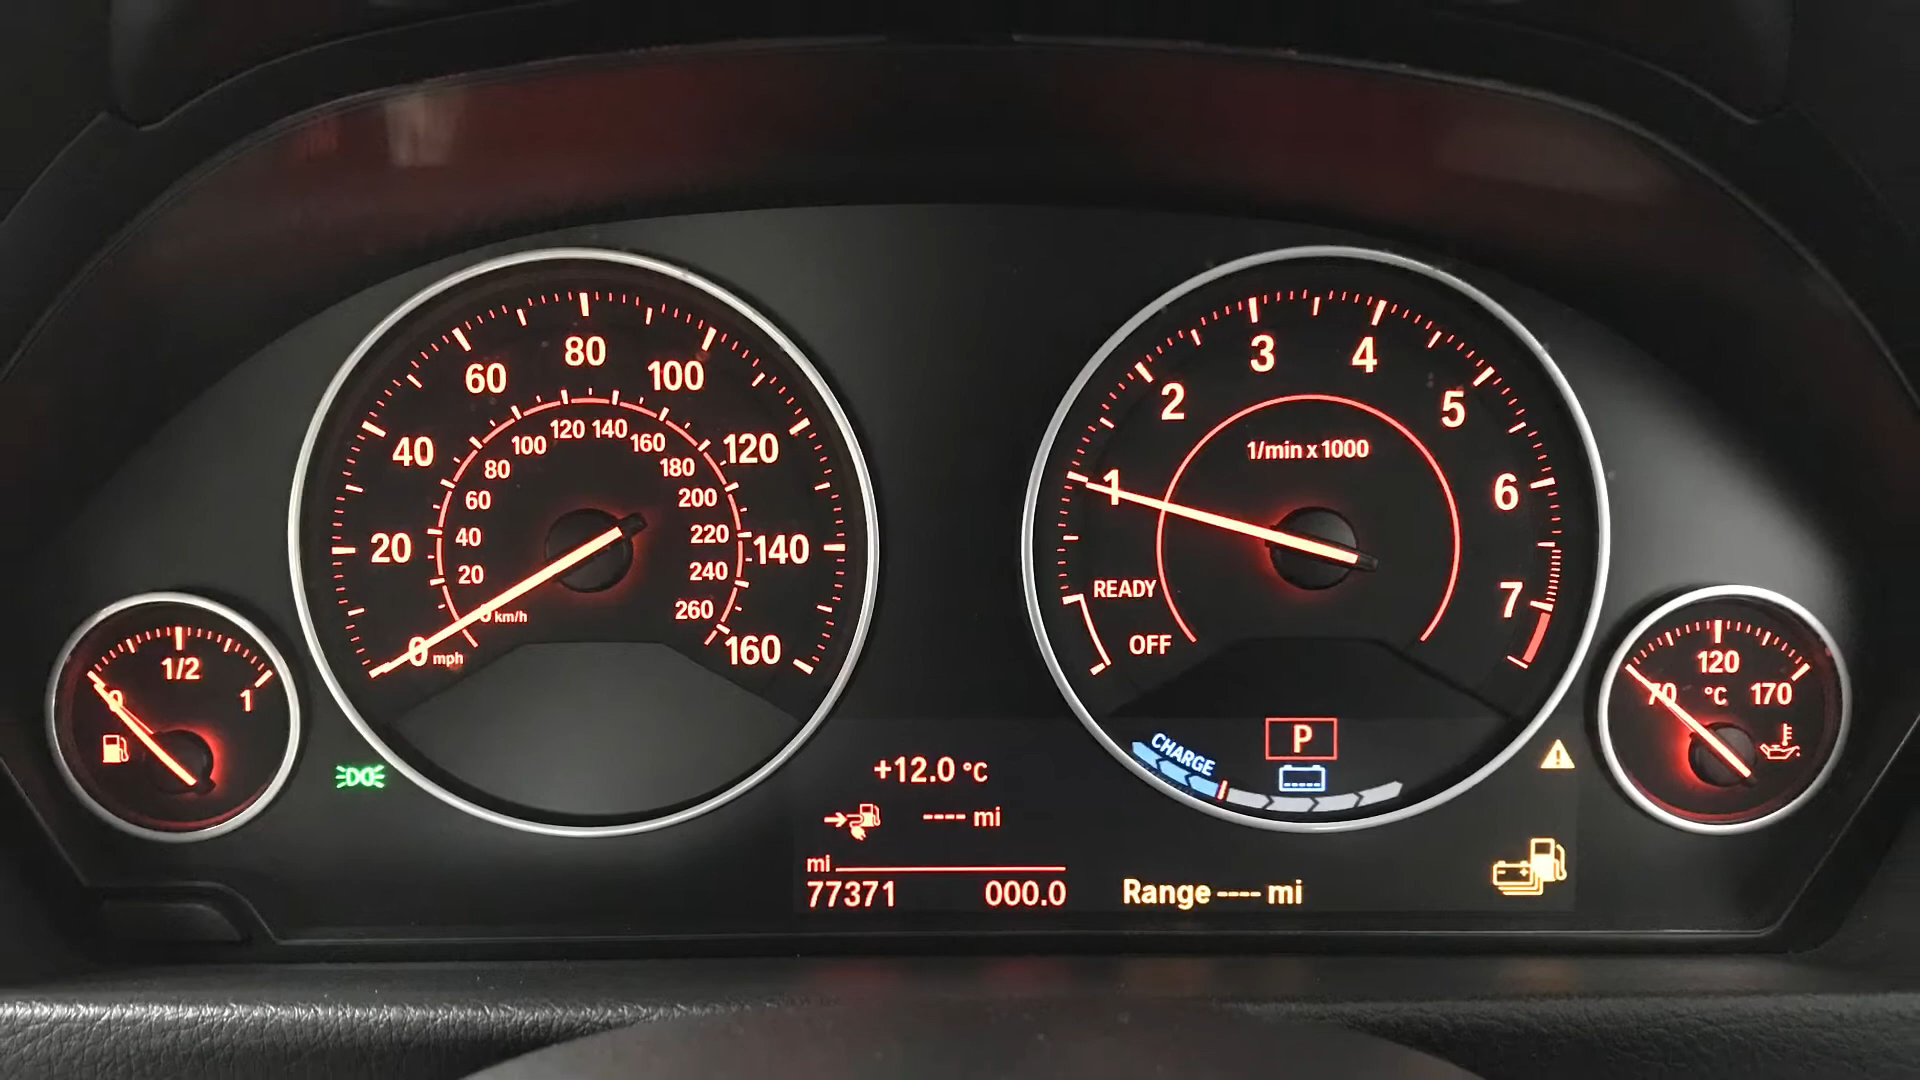 80
60
100
40
120
20
140
0 mph
160
120
140
100
160
80
180
60
200
40
220
20
240
0 km/h
260
3
4
2
5
1/min x 1000
1
6
READY
7
OFF
1/2
0
1
120
70 °C 170
CHARGE
P
+12.0 °C
---- mi
mi
77371 000.0
Range ---- mi